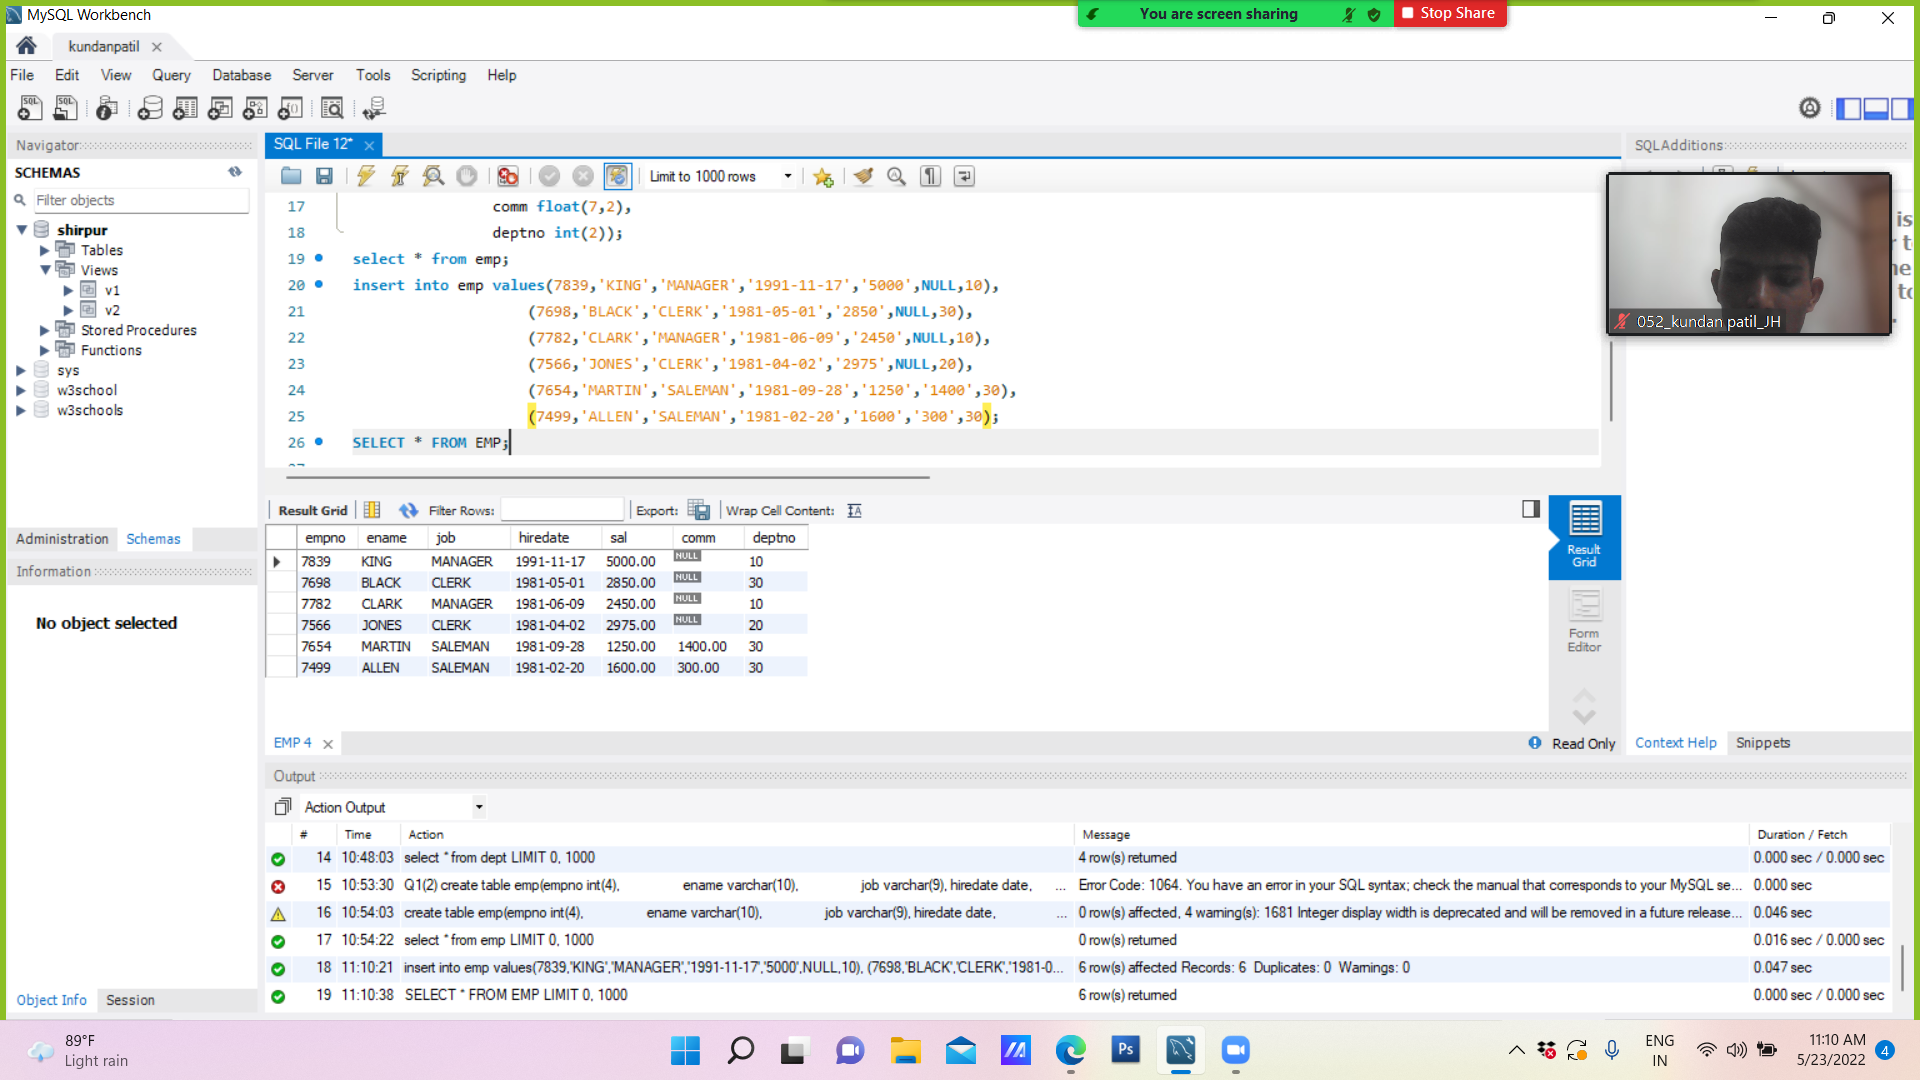 MySQL Workbench
You are screen sharing
Stop Share
kundanpatil
File Edit View Query Database Server Tools Scripting Help
Navigator
SQL File 12*
SQLAdditions
SCHEMAS
Limit to 1000 rows
Filter objects
shirpur
Tables
Views
v1
v2
Stored Procedures
Functions
sys
w3school
w3schools
17 comm float(7,2),
18 deptno int(2));
19 select * from emp;
20 insert into emp values(7839,'KING','MANAGER','1991-11-17','5000',NULL,10),
21 (7698,'BLACK','CLERK','1981-05-01','2850',NULL,30),
22 (7782,'CLARK','MANAGER','1981-06-09','2450',NULL,10),
23 (7566,'JONES','CLERK','1981-04-02','2975',NULL,20),
24 (7654,'MARTIN','SALEMAN','1981-09-28','1250','1400',30),
25 (7499,'ALLEN','SALEMAN','1981-02-20','1600','300',30);
26 SELECT * FROM EMP;
052_kundan patil_JH
Administration Schemas
Information
No object selected
Object Info Session
Result Grid Filter Rows: Export: Wrap Cell Content:
empno ename job hiredate sal comm deptno
7839 KING MANAGER 1991-11-17 5000.00 NULL 10
7698 BLACK CLERK 1981-05-01 2850.00 NULL 30
7782 CLARK MANAGER 1981-06-09 2450.00 NULL 10
7566 JONES CLERK 1981-04-02 2975.00 NULL 20
7654 MARTIN SALEMAN 1981-09-28 1250.00 1400.00 30
7499 ALLEN SALEMAN 1981-02-20 1600.00 300.00 30
Result
Grid
Form
Editor
EMP 4
Read Only
Context Help Snippets
Output
Action Output
# Time Action Message Duration / Fetch
14 10:48:03 select * from dept LIMIT 0, 1000 4 row(s) returned 0.000 sec / 0.000 sec
15 10:53:30 Q1(2) create table emp(empno int(4), ename varchar(10), job varchar(9), hiredate date, ... Error Code: 1064. You have an error in your SQL syntax; check the manual that corresponds to your MySQL se... 0.000 sec
16 10:54:03 create table emp(empno int(4), ename varchar(10), job varchar(9), hiredate date, ... 0 row(s) affected, 4 warning(s): 1681 Integer display width is deprecated and will be removed in a future release... 0.046 sec
17 10:54:22 select * from emp LIMIT 0, 1000 0 row(s) returned 0.016 sec / 0.000 sec
18 11:10:21 insert into emp values(7839,'KING','MANAGER','1991-11-17','5000',NULL,10), (7698,'BLACK','CLERK','1981-0... 6 row(s) affected Records: 6 Duplicates: 0 Warnings: 0 0.047 sec
19 11:10:38 SELECT * FROM EMP LIMIT 0, 1000 6 row(s) returned 0.000 sec / 0.000 sec
89°F
Light rain
Ps
ENG
IN
11:10 AM
5/23/2022
4